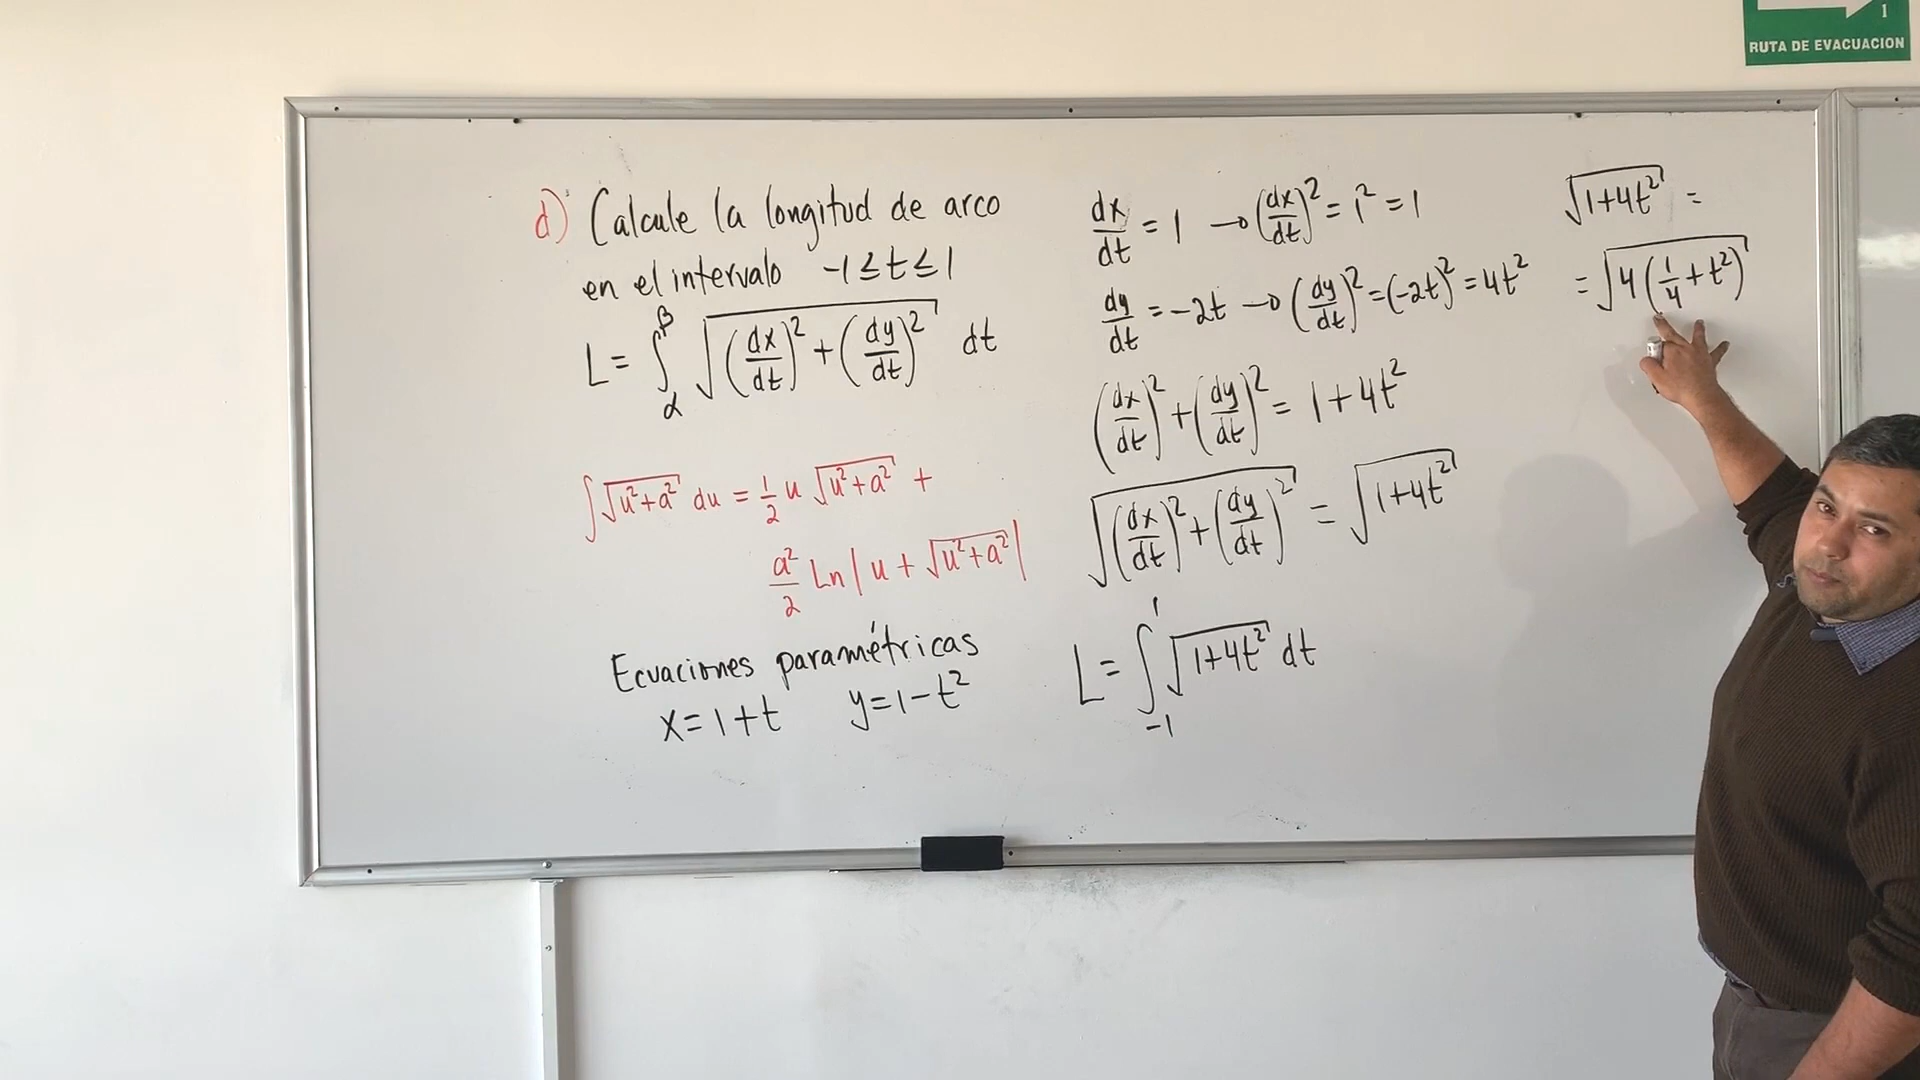 1
RUTA DE EVACUACION
d) Calcule la longitud de arco
en el intervalo -1 ≤ t ≤ 1
L = ∫_α^β √((dx/dt)² + (dy/dt)²) dt
∫√(u²+a²) du = 1/2 u √(u²+a²) +
a²/2 Ln | u + √(u²+a²) |
Ecuaciones paramétricas
x = 1 + t y = 1 - t²
dx/dt = 1 → (dx/dt)² = 1² = 1
dy/dt = -2t → (dy/dt)² = (-2t)² = 4t²
(dx/dt)² + (dy/dt)² = 1 + 4t²
√((dx/dt)² + (dy/dt)²) = √(1+4t²)
L = ∫_{-1}^1 √(1+4t²) dt
√(1+4t²) =
= √(4(1/4 + t²))